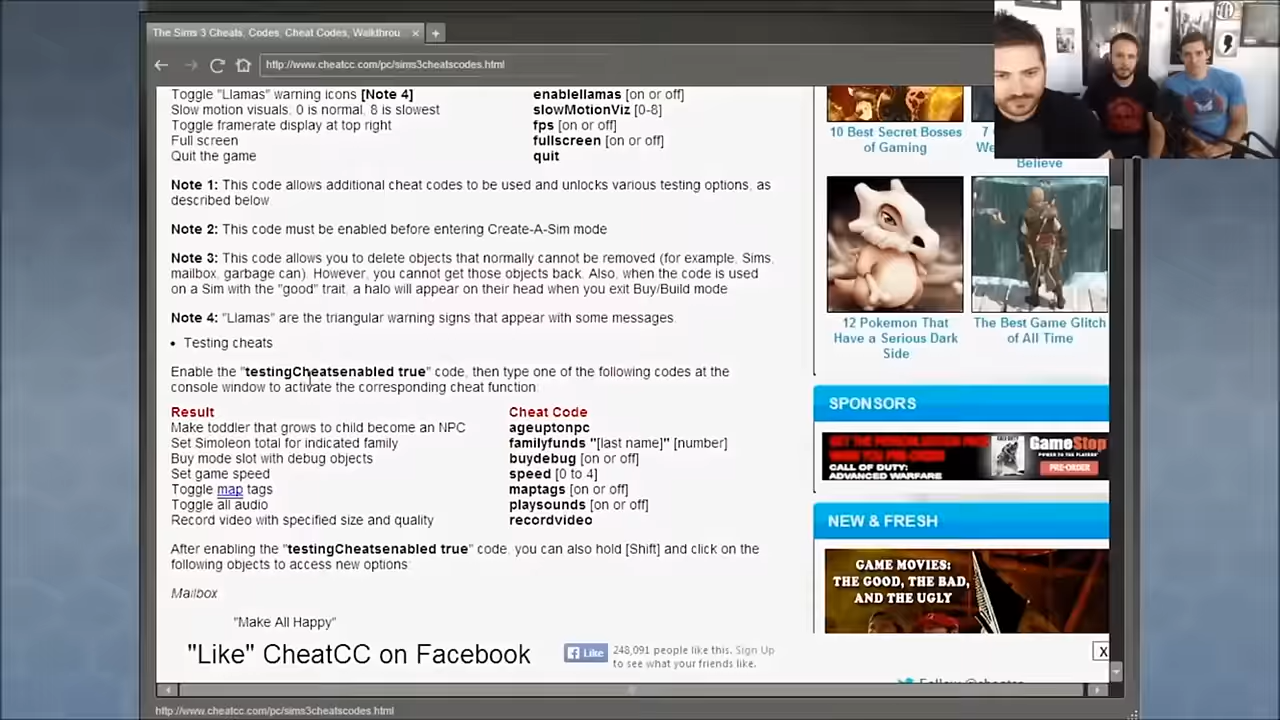 The Sims 3 Cheats, Codes, Cheat Codes, Walkthrou
http://www.cheatcc.com/pc/sims3cheatscodes.html
Toggle "Llamas" warning icons [Note 4] enablellamas [on or off]
Slow motion visuals: 0 is normal, 8 is slowest slowMotionViz [0-8]
Toggle framerate display at top right fps [on or off]
Full screen fullscreen [on or off]
Quit the game quit
Note 1: This code allows additional cheat codes to be used and unlocks various testing options, as
described below
Note 2: This code must be enabled before entering Create-A-Sim mode
Note 3: This code allows you to delete objects that normally cannot be removed (for example, Sims,
mailbox, garbage can). However, you cannot get those objects back. Also, when the code is used
on a Sim with the "good" trait, a halo will appear on their head when you exit Buy/Build mode
Note 4: "Llamas" are the triangular warning signs that appear with some messages.
• Testing cheats
Enable the "testingCheatsenabled true" code, then type one of the following codes at the
console window to activate the corresponding cheat function:
Result Cheat Code
Make toddler that grows to child become an NPC ageuptonpc
Set Simoleon total for indicated family familyfunds "[last name]" [number]
Buy mode slot with debug objects buydebug [on or off]
Set game speed speed [0 to 4]
Toggle map tags maptags [on or off]
Toggle all audio playsounds [on or off]
Record video with specified size and quality recordvideo
After enabling the "testingCheatsenabled true" code, you can also hold [Shift] and click on the
following objects to access new options:
Mailbox
"Make All Happy"
10 Best Secret Bosses
of Gaming
7
We
Believe
12 Pokemon That
Have a Serious Dark
Side
The Best Game Glitch
of All Time
SPONSORS
CALL OF DUTY:
ADVANCED WARFARE
GameStop
POWER TO THE PLAYERS
PRE-ORDER
NEW & FRESH
GAME MOVIES:
THE GOOD, THE BAD,
AND THE UGLY
"Like" CheatCC on Facebook
Like
248,091 people like this. Sign Up
to see what your friends like.
X
http://www.cheatcc.com/pc/sims3cheatscodes.html